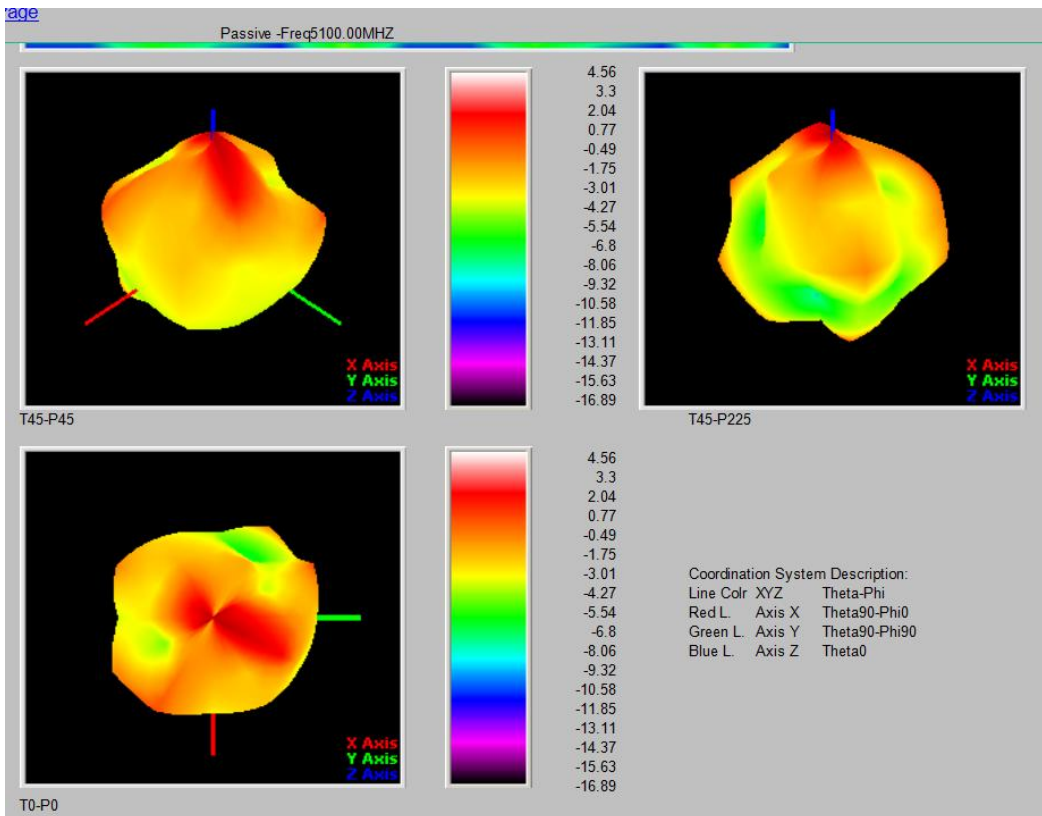 Passive -Freq5100.00MHZ
4.56
3.3
2.04
0.77
-0.49
-1.75
-3.01
-4.27
-5.54
-6.8
-8.06
-9.32
-10.58
-11.85
-13.11
-14.37
-15.63
-16.89
X Axis
Y Axis
Z Axis
T45-P45
X Axis
Y Axis
Z Axis
T45-P225
4.56
3.3
2.04
0.77
-0.49
-1.75
-3.01
-4.27
-5.54
-6.8
-8.06
-9.32
-10.58
-11.85
-13.11
-14.37
-15.63
-16.89
X Axis
Y Axis
Z Axis
T0-P0
Coordination System Description:
Line Colr XYZ Theta-Phi
Red L. Axis X Theta90-Phi0
Green L. Axis Y Theta90-Phi90
Blue L. Axis Z Theta0